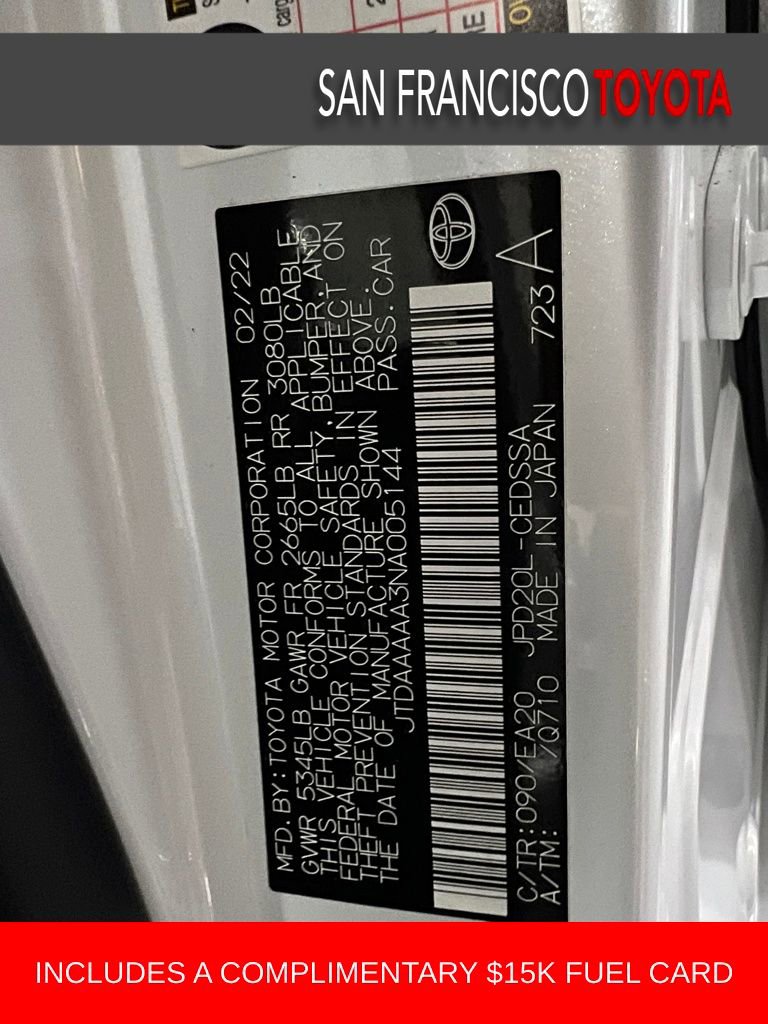 SAN FRANCISCO TOYOTA
MFD. BY: TOYOTA MOTOR CORPORATION 02/22
GVWR 5345LB GAWR FR 2665LB RR 3080LB
THIS VEHICLE CONFORMS TO ALL APPLICABLE
FEDERAL MOTOR VEHICLE SAFETY, BUMPER, AND
THEFT PREVENTION STANDARDS IN EFFECT ON
THE DATE OF MANUFACTURE SHOWN ABOVE.
JTDAAAAA3NA005144 PASS. CAR
C/TR: 090/EA20 JPD20L-CEDSSA 723 A
A/TM: /Q710 MADE IN JAPAN
INCLUDES A COMPLIMENTARY $15K FUEL CARD